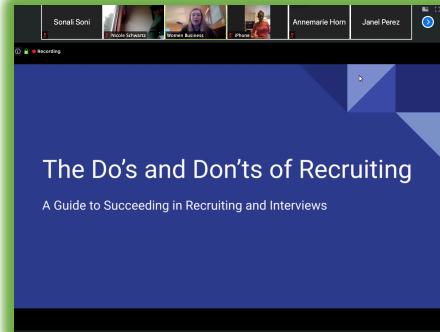 Sonali Soni
Nicole Schwartz
Women Business
iPhone
Annemarie Horn
Janel Perez
Recording
The Do's and Don'ts of Recruiting
A Guide to Succeeding in Recruiting and Interviews